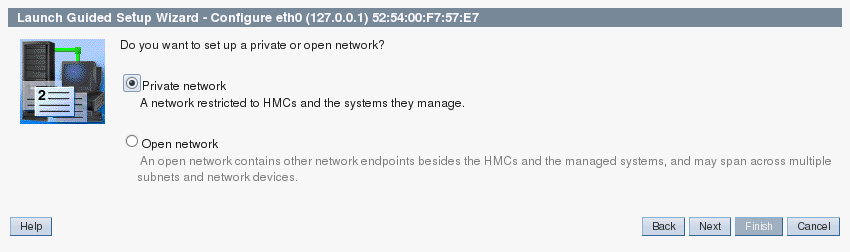 Launch Guided Setup Wizard - Configure eth0 (127.0.0.1) 52:54:00:F7:57:E7
Do you want to set up a private or open network?
2
Private network
A network restricted to HMCs and the systems they manage.
Open network
An open network contains other network endpoints besides the HMCs and the managed systems, and may span across multiple
subnets and network devices.
Help
Back
Next
Finish
Cancel